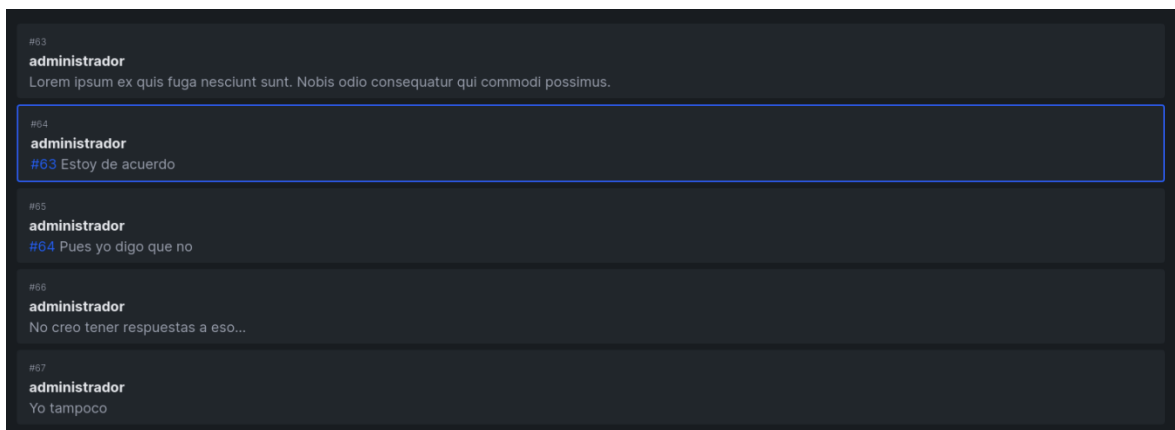 #63
administrador
Lorem ipsum ex quis fuga nesciunt sunt. Nobis odio consequatur qui commodi possimus.
#64
administrador
#63 Estoy de acuerdo
#65
administrador
#64 Pues yo digo que no
#66
administrador
No creo tener respuestas a eso...
#67
administrador
Yo tampoco